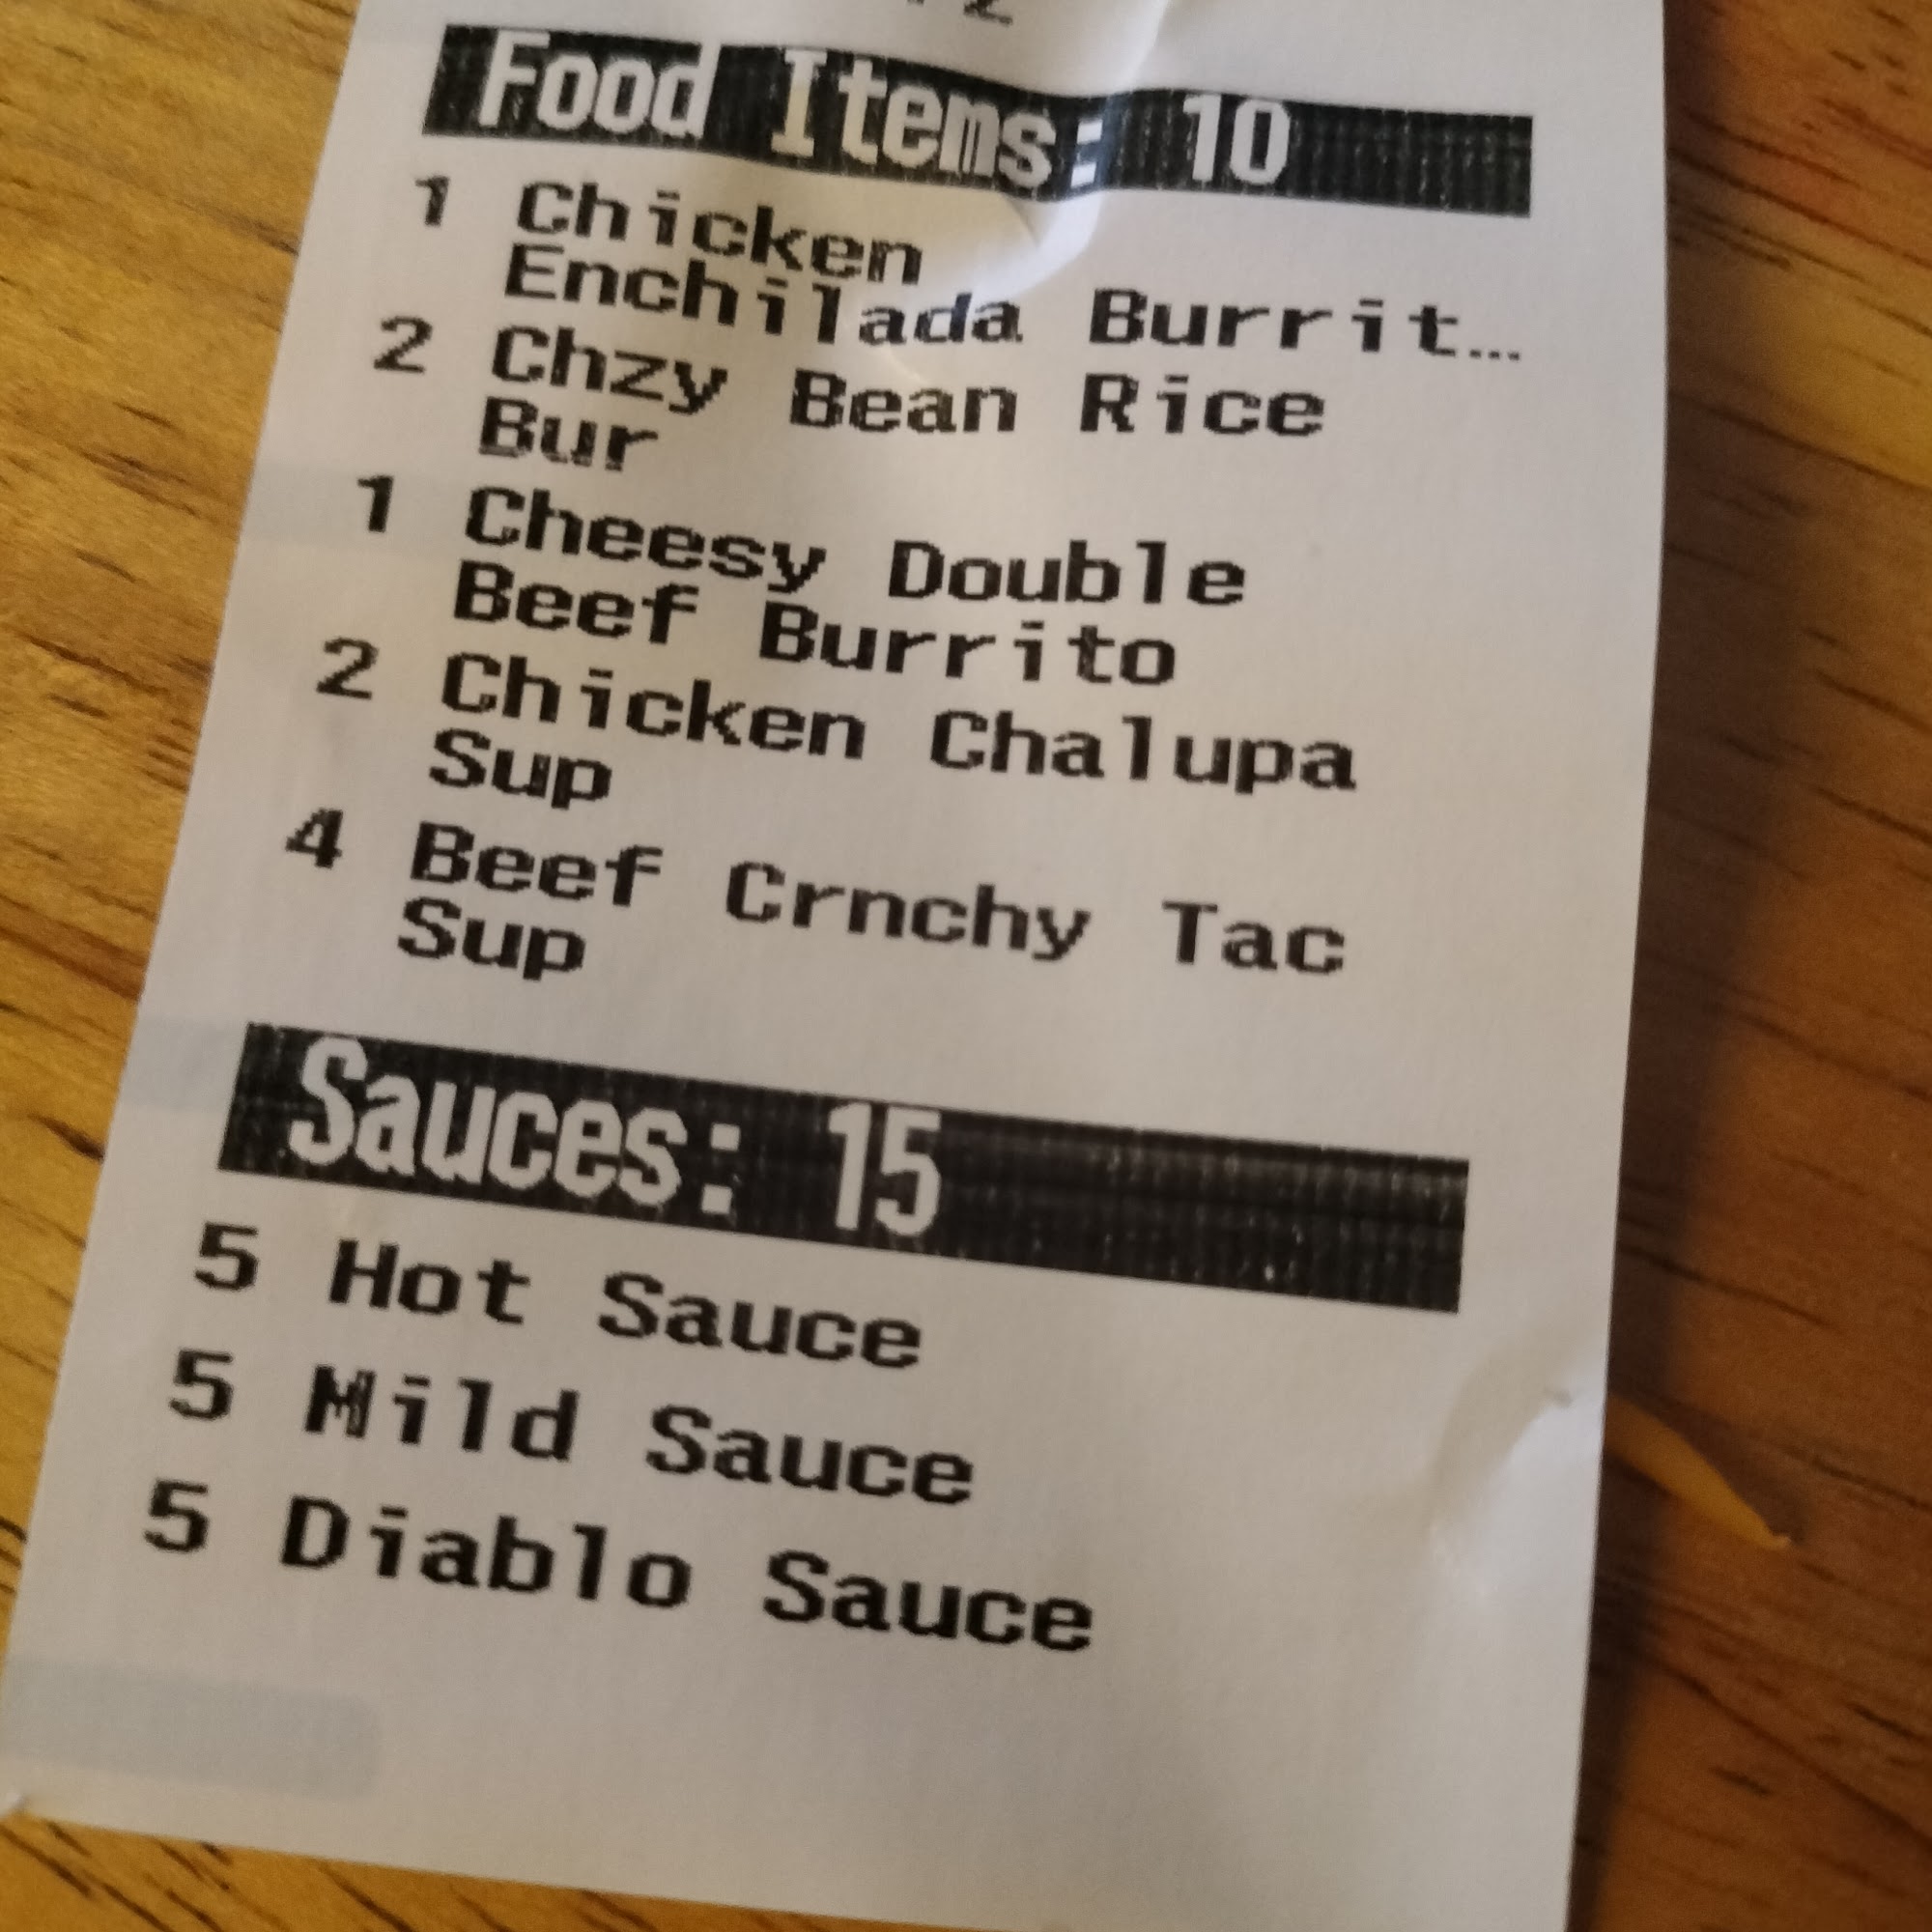 Food Items: 10
1 Chicken
Enchilada Burrit…
2 Chzy Bean Rice
Bur
1 Cheesy Double
Beef Burrito
2 Chicken Chalupa
Sup
4 Beef Crnchy Tac
Sup
Sauces: 15
5 Hot Sauce
5 Mild Sauce
5 Diablo Sauce